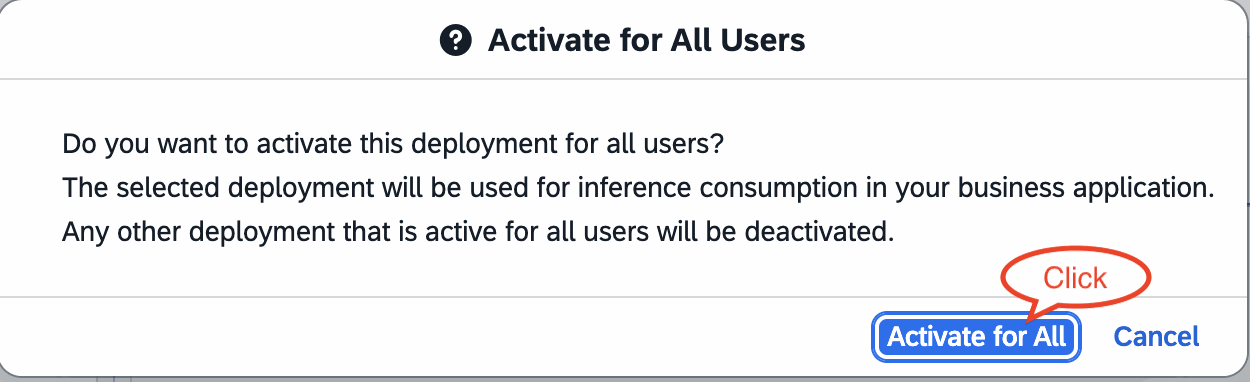 Activate for All Users
Do you want to activate this deployment for all users?
The selected deployment will be used for inference consumption in your business application.
Any other deployment that is active for all users will be deactivated.
Click
Activate for All
Cancel